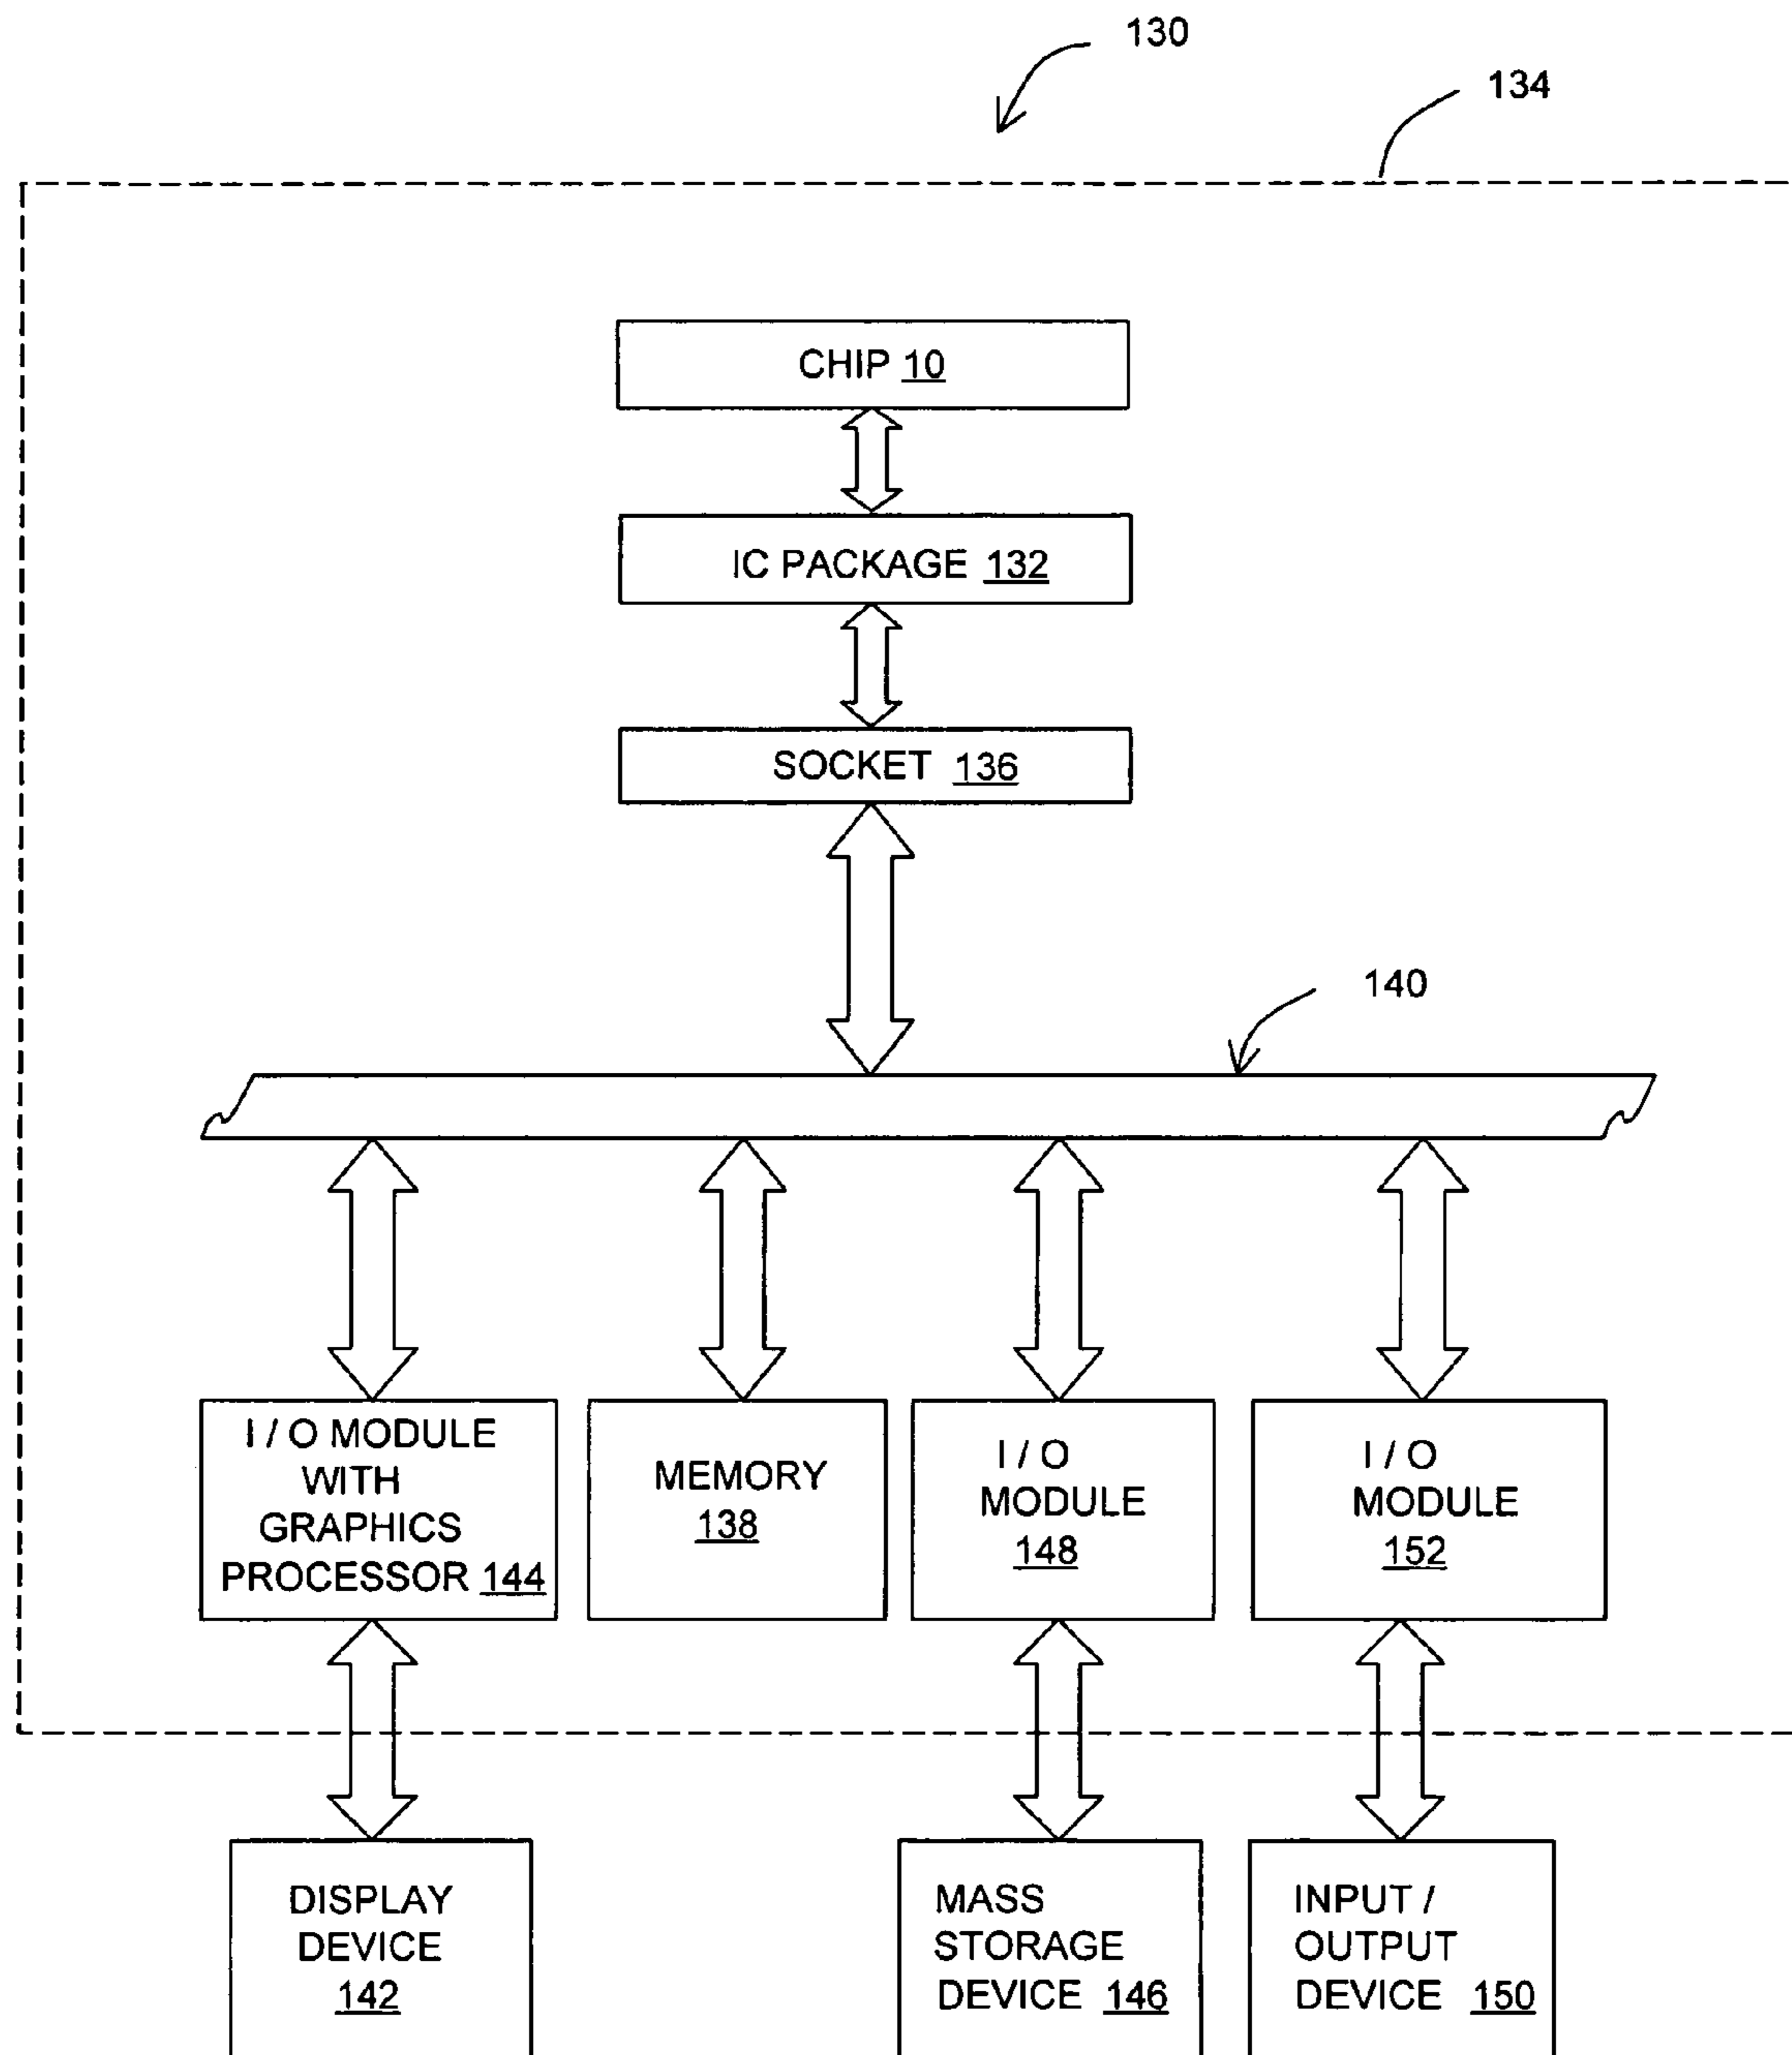 130
134
CHIP 10
IC PACKAGE 132
SOCKET 136
140
I / O MODULE
WITH
GRAPHICS
PROCESSOR 144
MEMORY
138
I / O
MODULE
148
I / O
MODULE
152
DISPLAY
DEVICE
142
MASS
STORAGE
DEVICE 146
INPUT /
OUTPUT
DEVICE 150